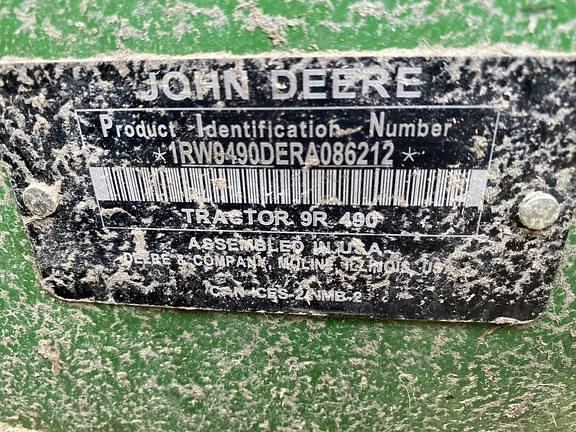 JOHN DEERE
Product Identification Number
*1RW9490DERA086212*
TRACTOR 9R 490
ASSEMBLED IN U.S.A.
DEERE & COMPANY, MOLINE, ILLINOIS, U.S.
CAN ICES-2/NMB-2